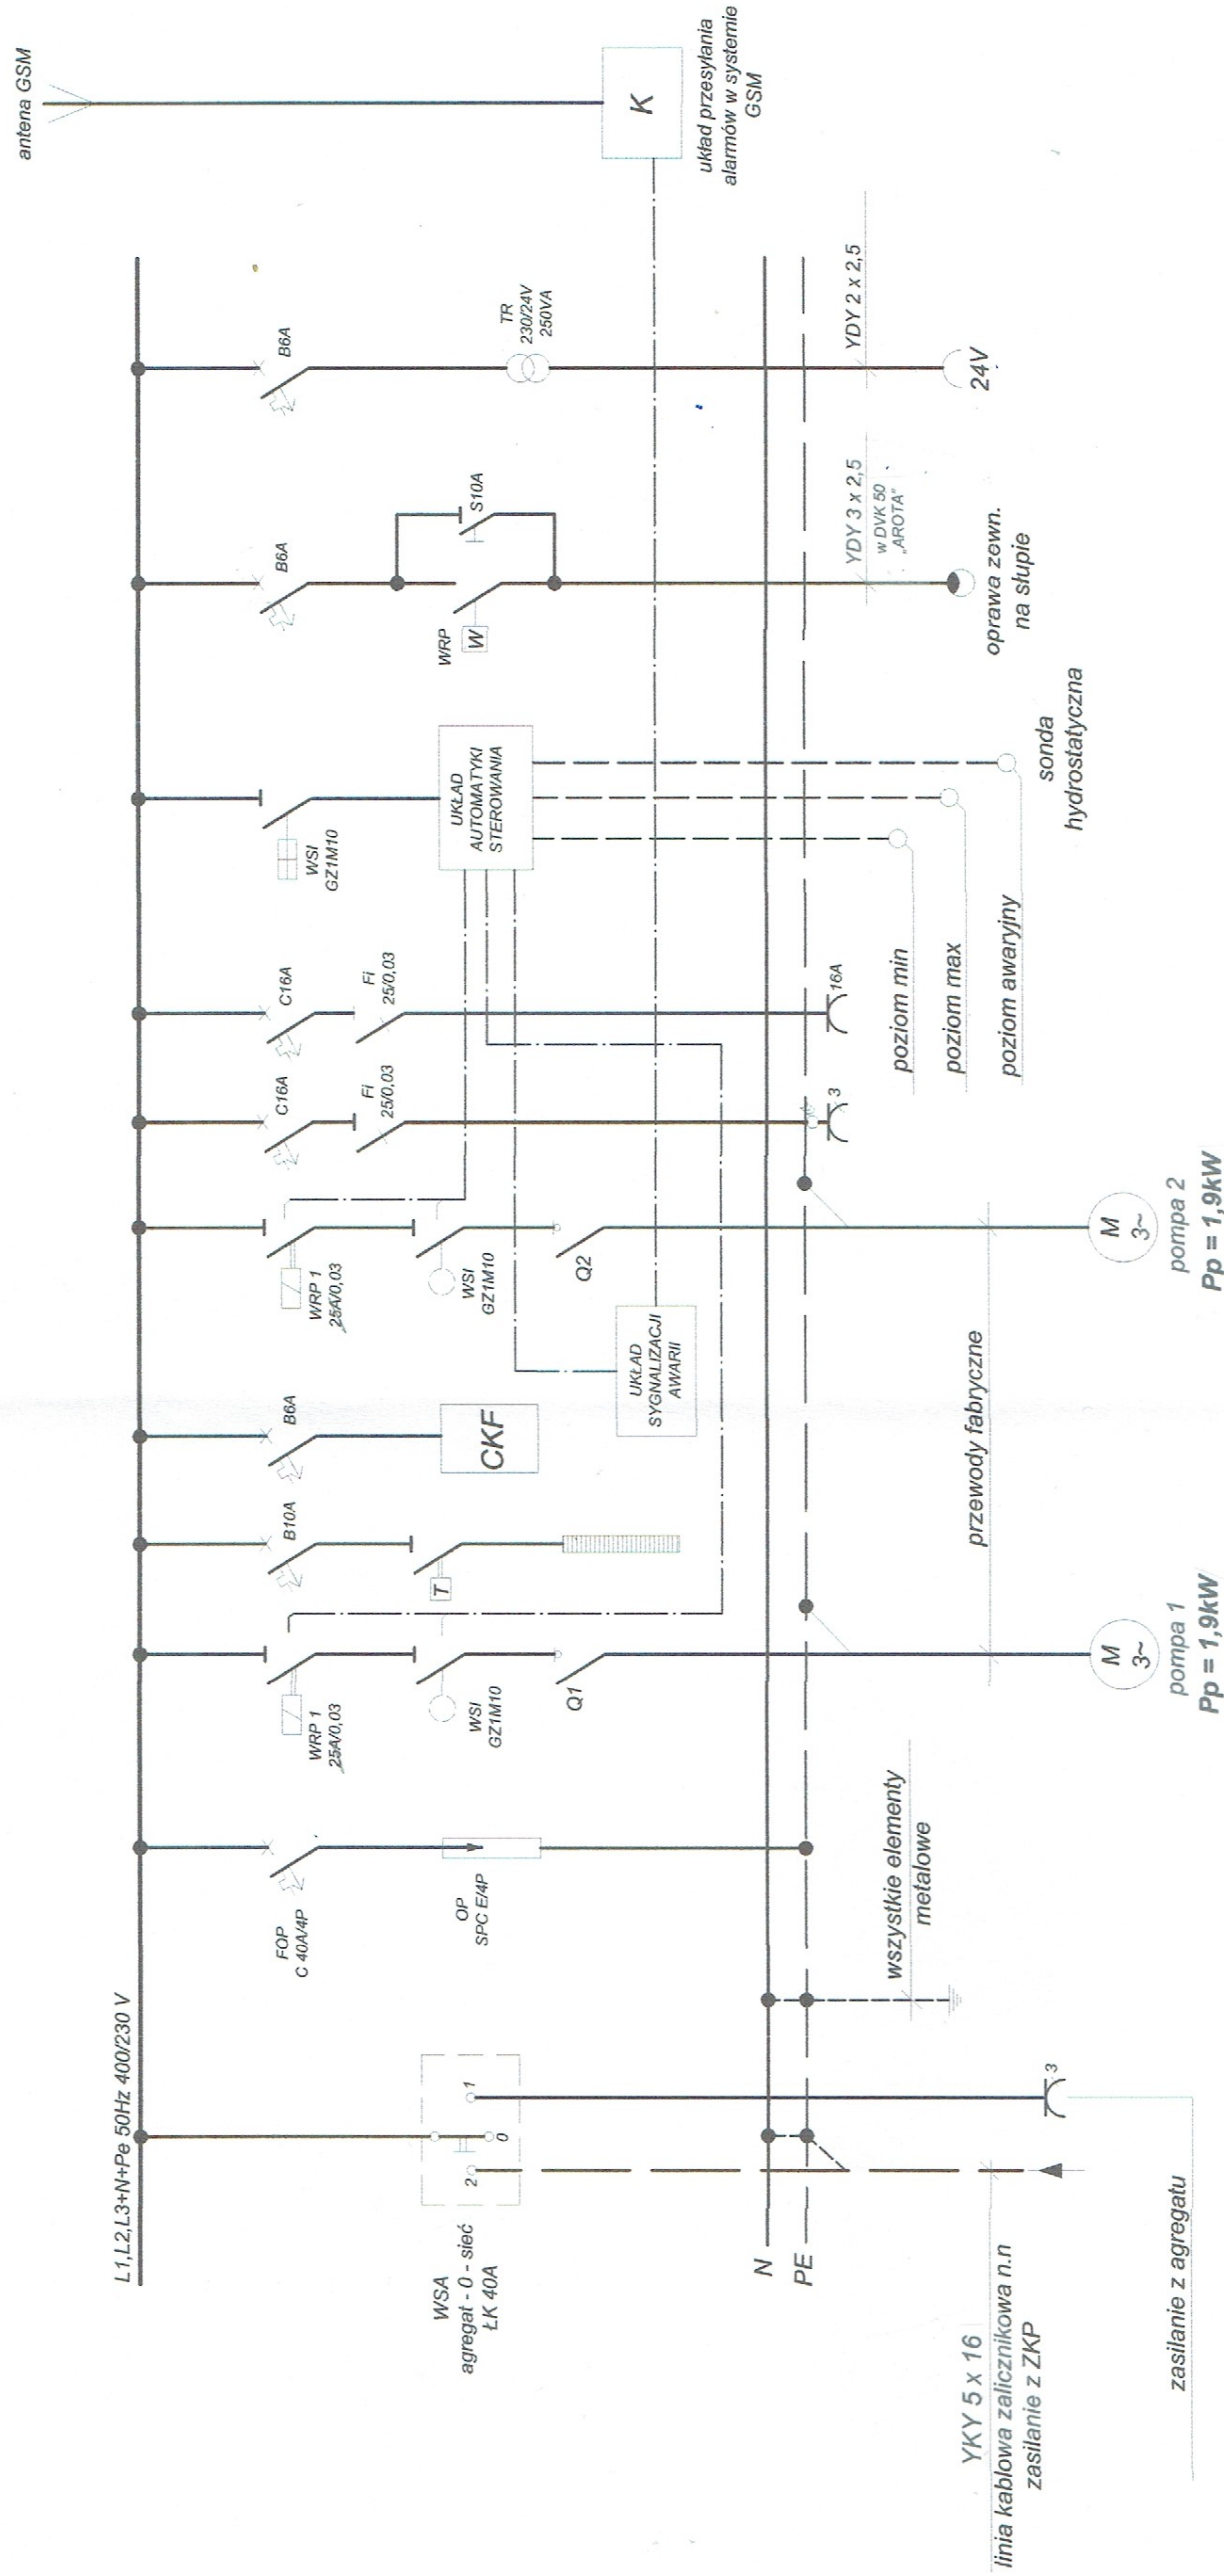 L1,L2,L3+N+Pe 50Hz 400/230 V
WSA
agregat - 0 - sieć
ŁK 40A
2
0
1
N
PE
YKY 5 x 16
linia kablowa zalicznikowa n.n
zasilanie z ZKP
3
zasilanie z agregatu
wszystkie elementy
metalowe
FOP
C 40A/4P
OP
SPC E/4P
WRP 1
25A/0,03
WSI
GZ1M10
Q1
M
3~
pompa 1
Pp = 1,9kW
B10A
T
B6A
CKF
przewody fabryczne
UKŁAD
SYGNALIZACJI
AWARII
WRP 1
25A/0,03
WSI
GZ1M10
Q2
M
3~
pompa 2
Pp = 1,9kW
C16A
Fi
25/0,03
3
C16A
Fi
25/0,03
16A
WSI
GZ1M10
UKŁAD
AUTOMATYKI
STEROWANIA
poziom min
poziom max
poziom awaryjny
sonda
hydrostatyczna
B6A
WRP
W
S10A
YDY 3 x 2,5
w DVK 50
„AROTA"
oprawa zewn.
na słupie
B6A
TR
230/24V
250VA
YDY 2 x 2,5
24V
antena GSM
K
układ przesyłania
alarmów w systemie
GSM